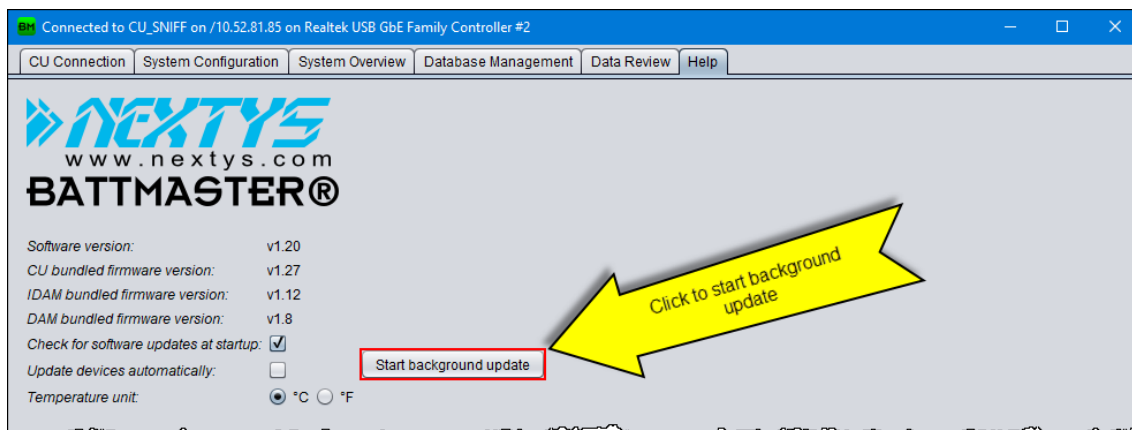 BM Connected to CU_SNIFF on /10.52.81.85 on Realtek USB GbE Family Controller #2
CU Connection System Configuration System Overview Database Management Data Review Help
NEXTYS
www.nextys.com
BATTMASTER®
Software version: v1.20
CU bundled firmware version: v1.27
IDAM bundled firmware version: v1.12
DAM bundled firmware version: v1.8
Check for software updates at startup:
Update devices automatically:
Start background update
Temperature unit: °C °F
Click to start background
update